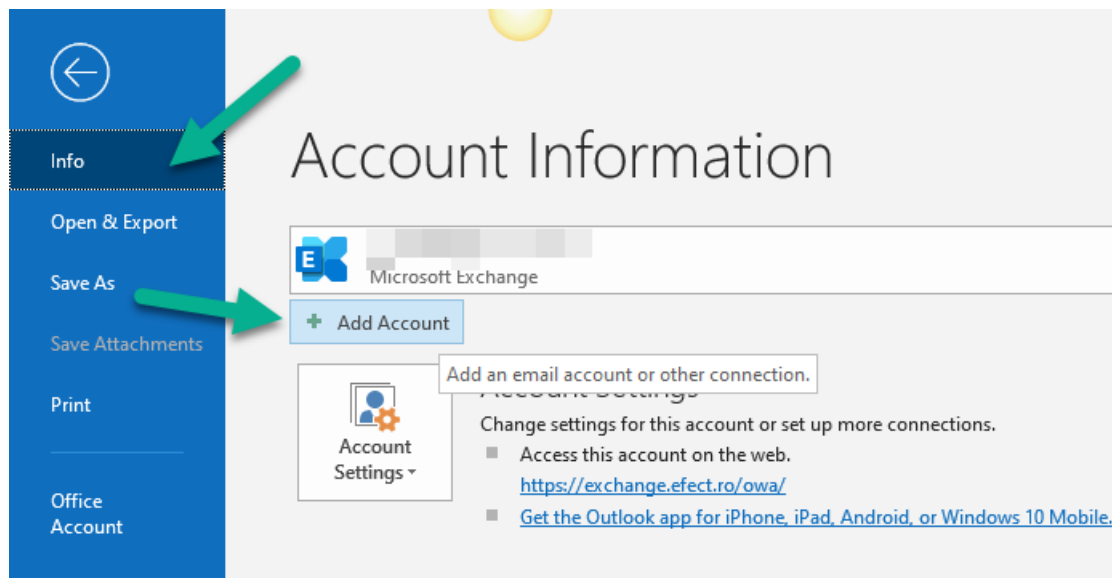 Info
Open & Export
Save As
Save Attachments
Print
Office
Account
Account Information
E
Microsoft Exchange
+ Add Account
Add an email account or other connection.
Account Settings
Account
Settings
Change settings for this account or set up more connections.
Access this account on the web.
https://exchange.efect.ro/owa/
Get the Outlook app for iPhone, iPad, Android, or Windows 10 Mobile.